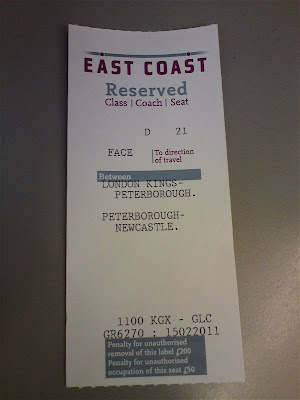 EAST COAST
Reserved
Class | Coach | Seat
D 21
FACE To direction
of travel
Between
LONDON KINGS-
PETERBOROUGH.
PETERBOROUGH-
NEWCASTLE.
1100 KGX - GLC
GR6270 : 15022011
Penalty for unauthorised
removal of this label £200
Penalty for unauthorised
occupation of this seat £50